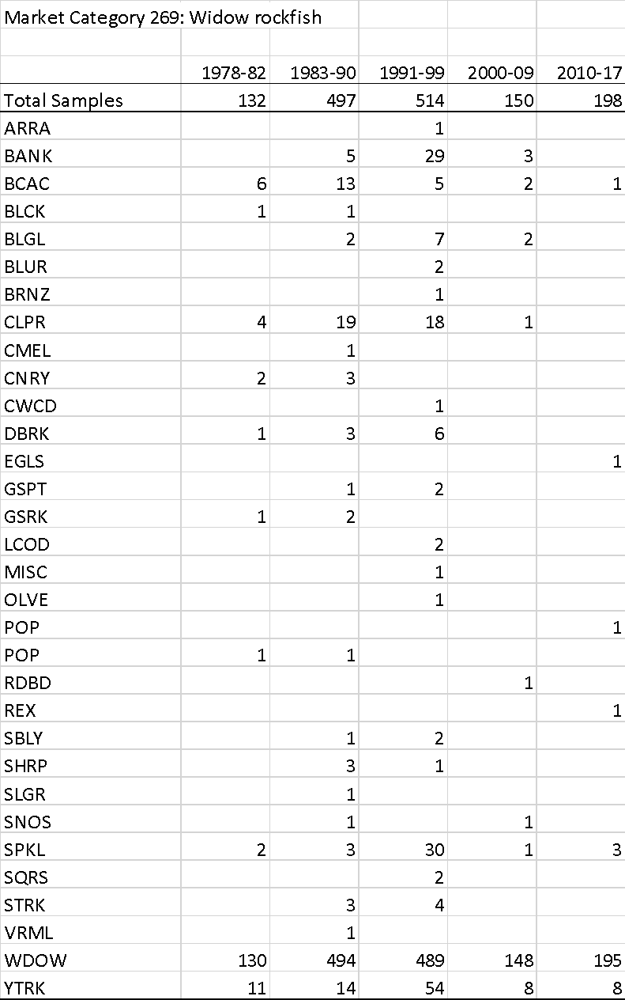 Market Category 269: Widow rockfish
1978-82 1983-90 1991-99 2000-09 2010-17
Total Samples 132 497 514 150 198
ARRA 1
BANK 5 29 3
BCAC 6 13 5 2 1
BLCK 1 1
BLGL 2 7 2
BLUR 2
BRNZ 1
CLPR 4 19 18 1
CMEL 1
CNRY 2 3
CWCD 1
DBRK 1 3 6
EGLS 1
GSPT 1 2
GSRK 1 2
LCOD 2
MISC 1
OLVE 1
POP 1
POP 1 1
RDBD 1
REX 1
SBLY 1 2
SHRP 3 1
SLGR 1
SNOS 1 1
SPKL 2 3 30 1 3
SQRS 2
STRK 3 4
VRML 1
WDOW 130 494 489 148 195
YTRK 11 14 54 8 8